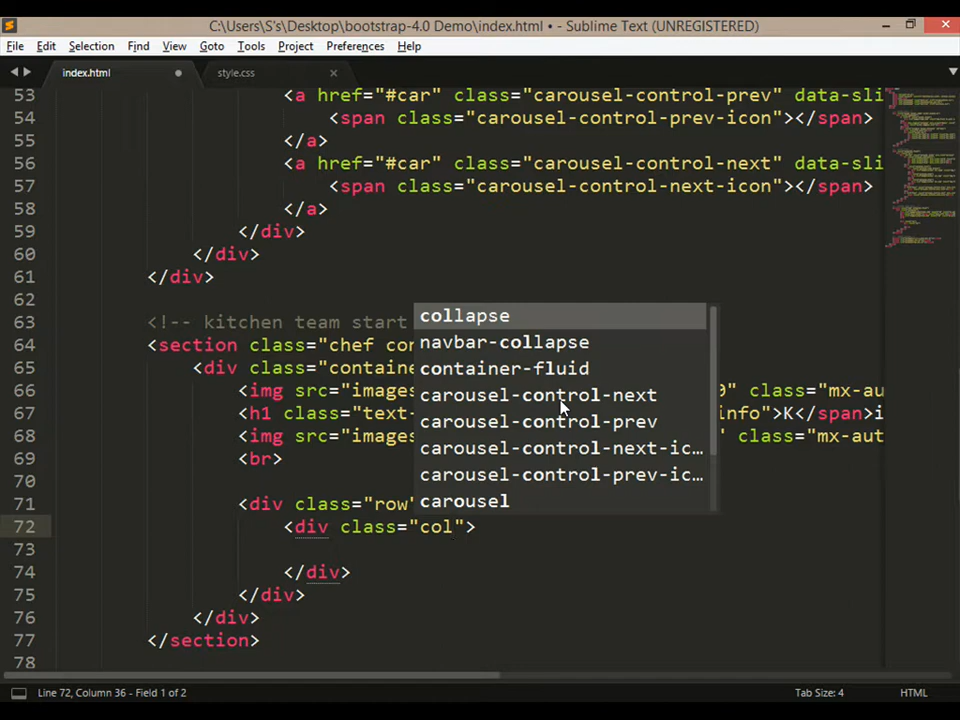 C:\Users\S's\Desktop\bootstrap-4.0 Demo\index.html • - Sublime Text (UNREGISTERED)
File Edit Selection Find View Goto Tools Project Preferences Help
index.html style.css
53 <a href="#car" class="carousel-control-prev" data-sli
54 <span class="carousel-control-prev-icon"></span>
55 </a>
56 <a href="#car" class="carousel-control-next" data-sli
57 <span class="carousel-control-next-icon"></span>
58 </a>
59 </div>
60 </div>
61 </div>
62
63 <!-- kitchen team start
64 <section class="chef con
65 <div class="container
66 <img src="images 0" class="mx-au
67 <h1 class="text- info">K</span>i
68 <img src="images " class="mx-aut
69 <br>
70
71 <div class="row"
72 <div class="col">
73
74 </div>
75 </div>
76 </div>
77 </section>
78
collapse
navbar-collapse
container-fluid
carousel-control-next
carousel-control-prev
carousel-control-next-ic...
carousel-control-prev-ic...
carousel
Line 72, Column 36 - Field 1 of 2 Tab Size: 4 HTML